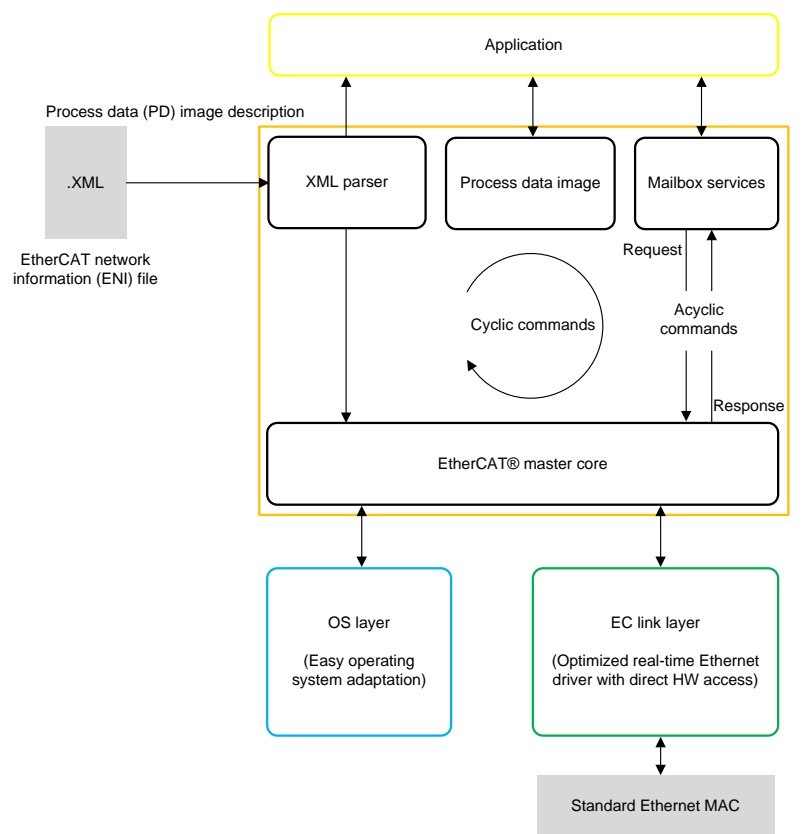 Application
Process data (PD) image description
.XML
XML parser
Process data image
Mailbox services
EtherCAT network
information (ENI) file
Request
Cyclic commands
Acyclic
commands
Response
EtherCAT® master core
OS layer
(Easy operating
system adaptation)
EC link layer
(Optimized real-time Ethernet
driver with direct HW access)
Standard Ethernet MAC